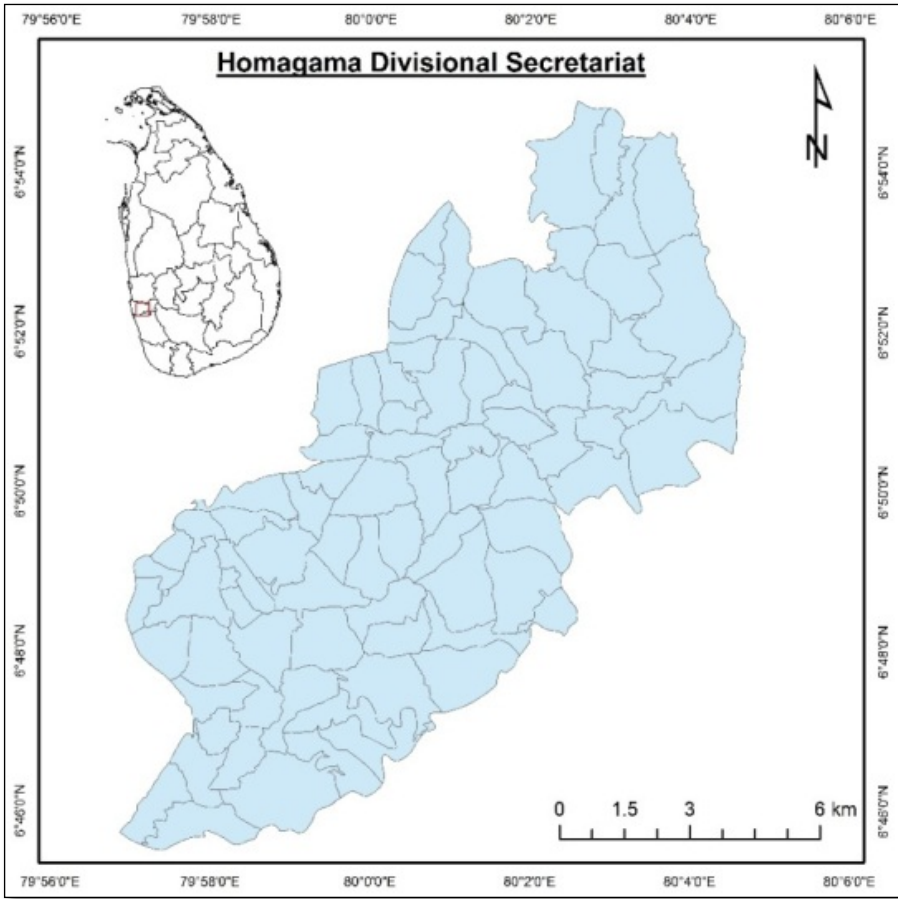 79°56'0"E 79°58'0"E 80°0'0"E 80°2'0"E 80°4'0"E 80°6'0"E
Homagama Divisional Secretariat
N
6°54'0"N 6°54'0"N
6°52'0"N 6°52'0"N
6°50'0"N 6°50'0"N
6°48'0"N 6°48'0"N
6°46'0"N 6°46'0"N
0 1.5 3 6 km
79°56'0"E 79°58'0"E 80°0'0"E 80°2'0"E 80°4'0"E 80°6'0"E